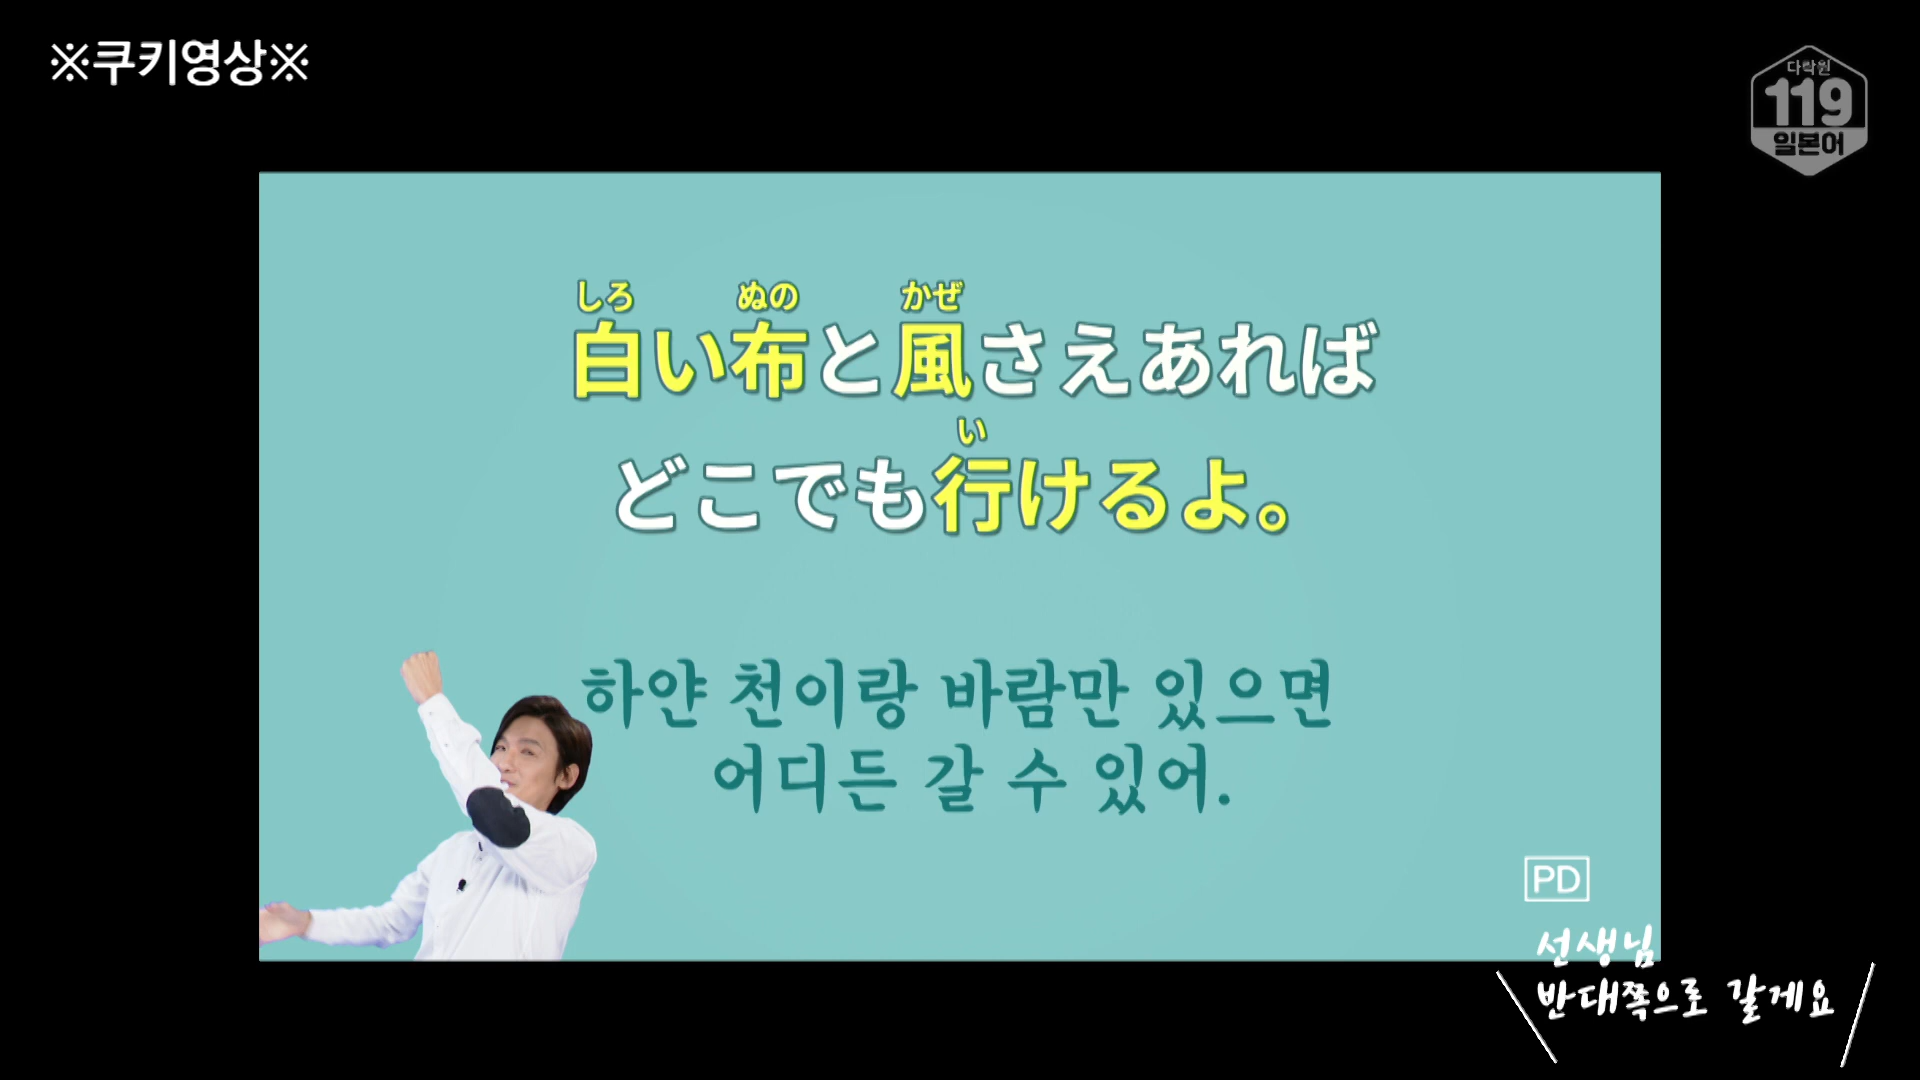 ※쿠키영상※
다락원
119
일본어
しろ ぬの かぜ
白い布と風さえあれば
い
どこでも行けるよ。
하얀 천이랑 바람만 있으면
어디든 갈 수 있어.
PD
선생님
반대쪽으로 갈게요